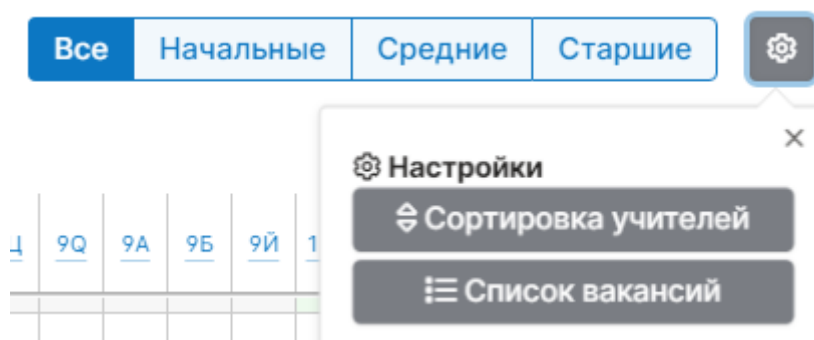 Все Начальные Средние Старшие
Настройки
Сортировка учителей
9Q 9А 9Б 9Й
Список вакансий